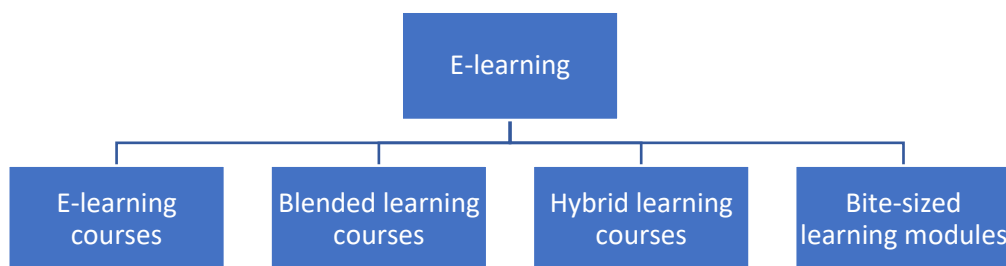 E-learning
E-learning
courses
Blended learning
courses
Hybrid learning
courses
Bite-sized
learning modules